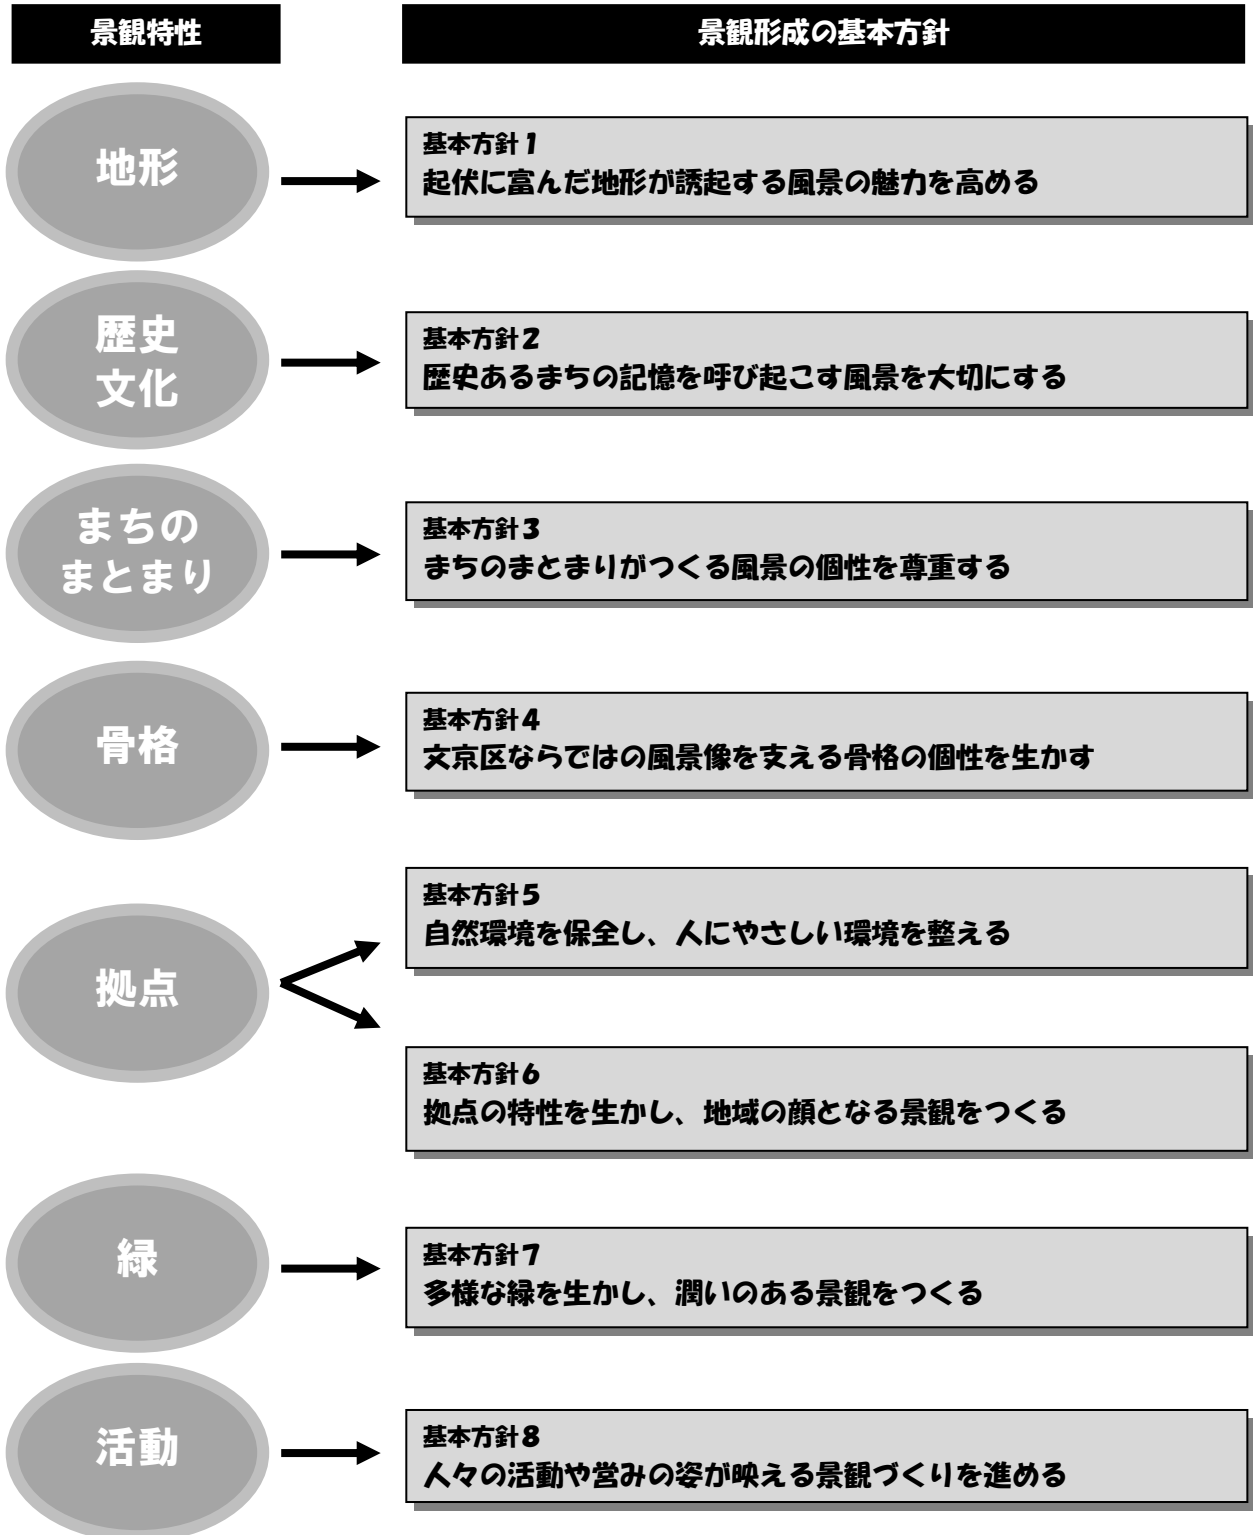 景観特性
景観形成の基本方針
地形
基本方針1
起伏に富んだ地形が誘起する風景の魅力を高める
歴史
文化
基本方針2
歴史あるまちの記憶を呼び起こす風景を大切にする
まちの
まとまり
基本方針3
まちのまとまりがつくる風景の個性を尊重する
骨格
基本方針4
文京区ならではの風景像を支える骨格の個性を生かす
拠点
基本方針5
自然環境を保全し、人にやさしい環境を整える
基本方針6
拠点の特性を生かし、地域の顔となる景観をつくる
緑
基本方針7
多様な緑を生かし、潤いのある景観をつくる
活動
基本方針8
人々の活動や営みの姿が映える景観づくりを進める